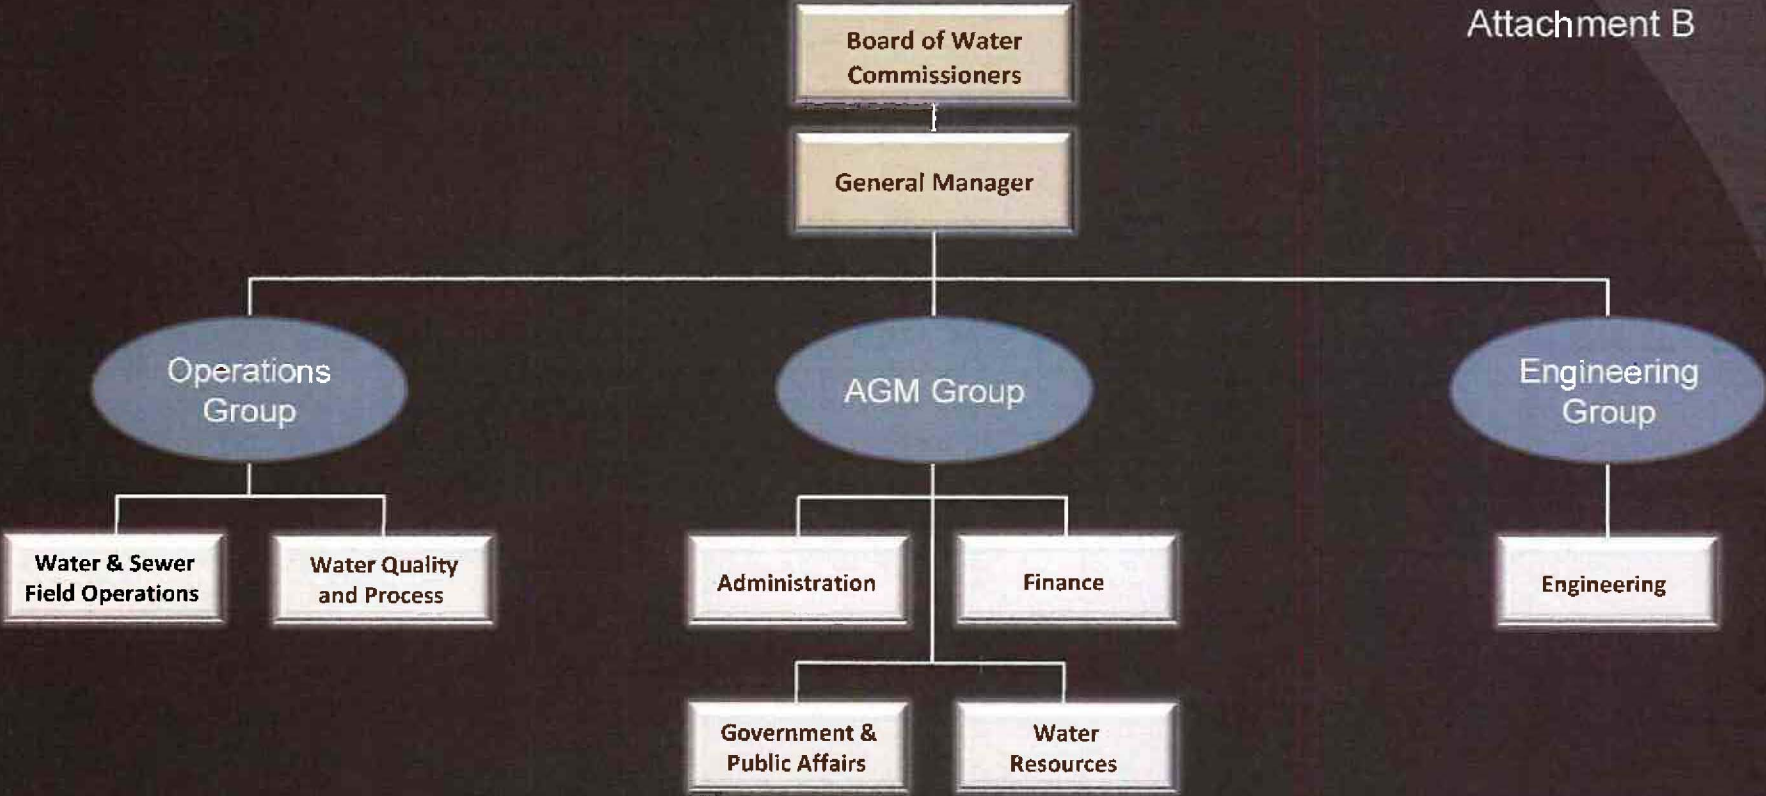 Attachment B
Board of Water
Commissioners
General Manager
Operations
Group
AGM Group
Engineering
Group
Water & Sewer
Field Operations
Water Quality
and Process
Administration
Finance
Engineering
Government &
Public Affairs
Water
Resources